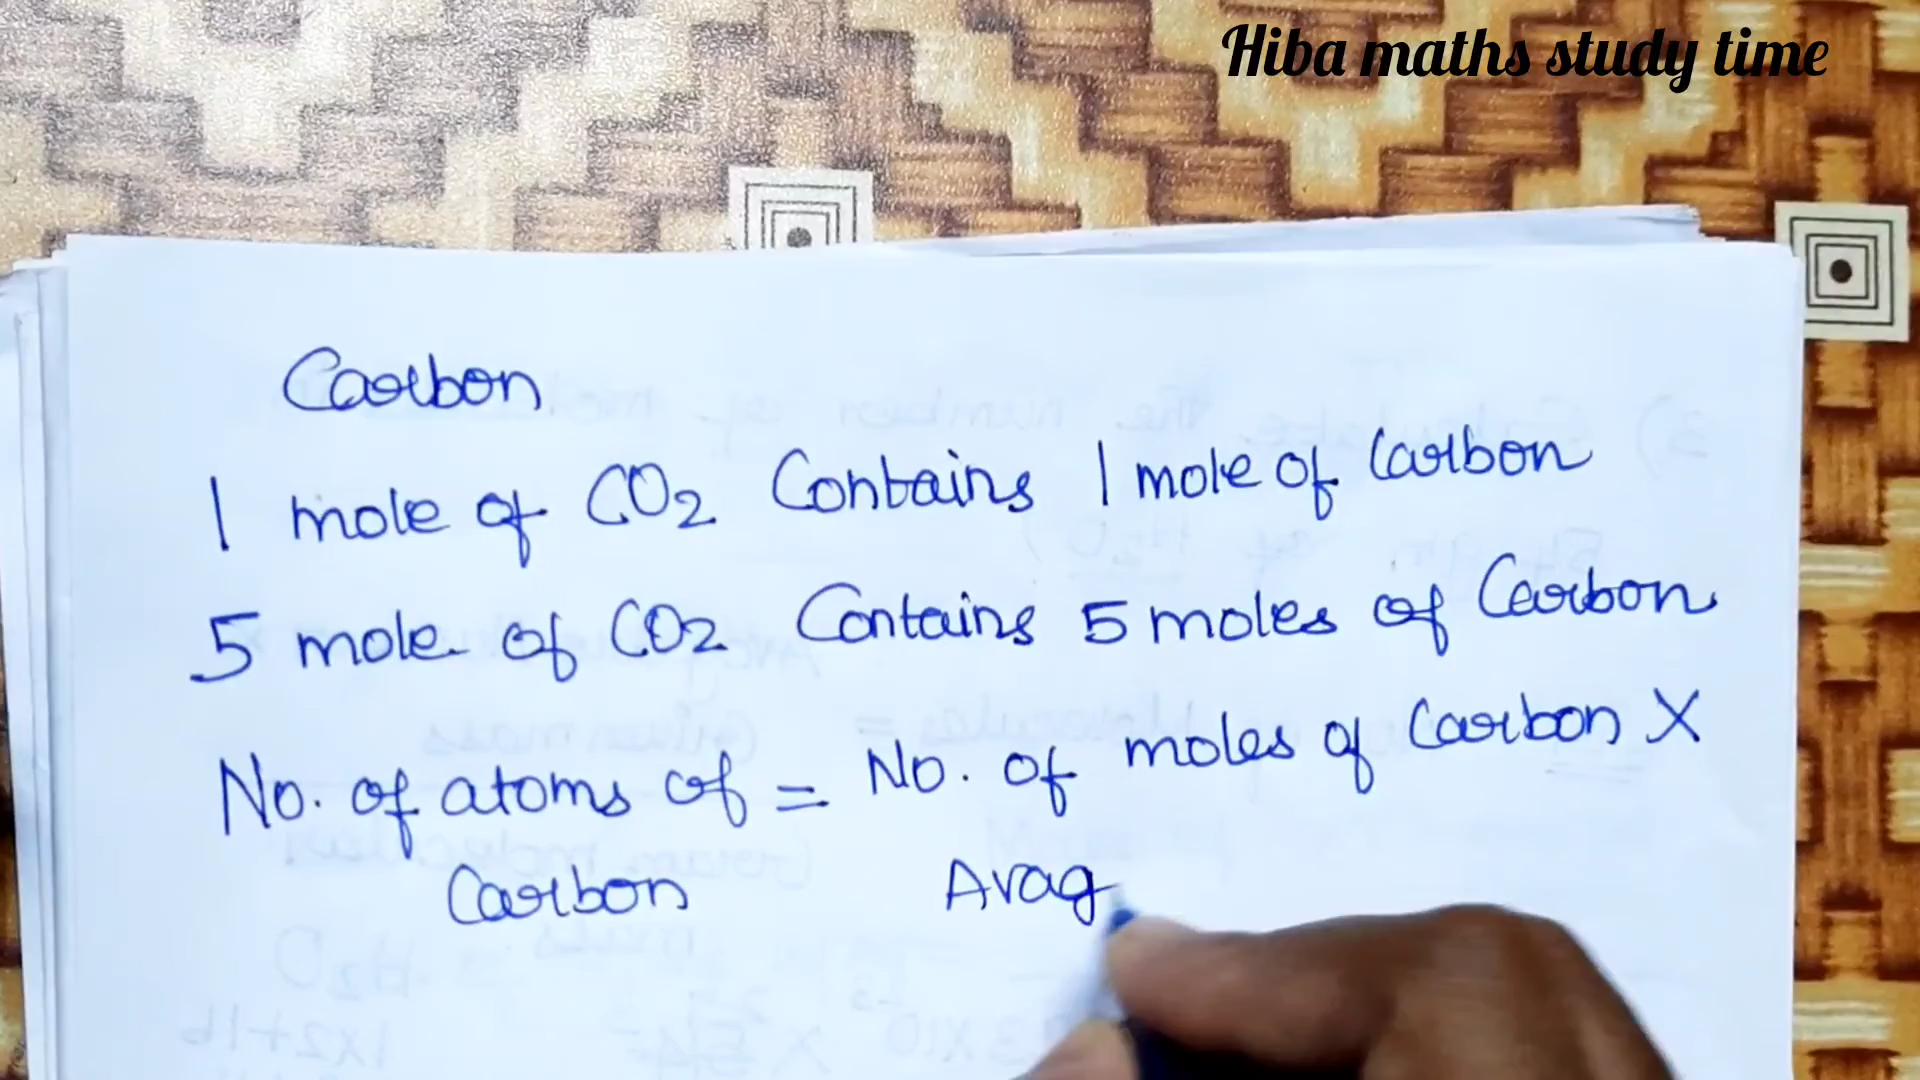 Hiba maths study time
Carbon
1 mole of CO2 Contains 1 mole of Carbon
5 mole of CO2 Contains 5 moles of Carbon
No. of atoms of = No. of moles of Carbon X
Carbon Avag